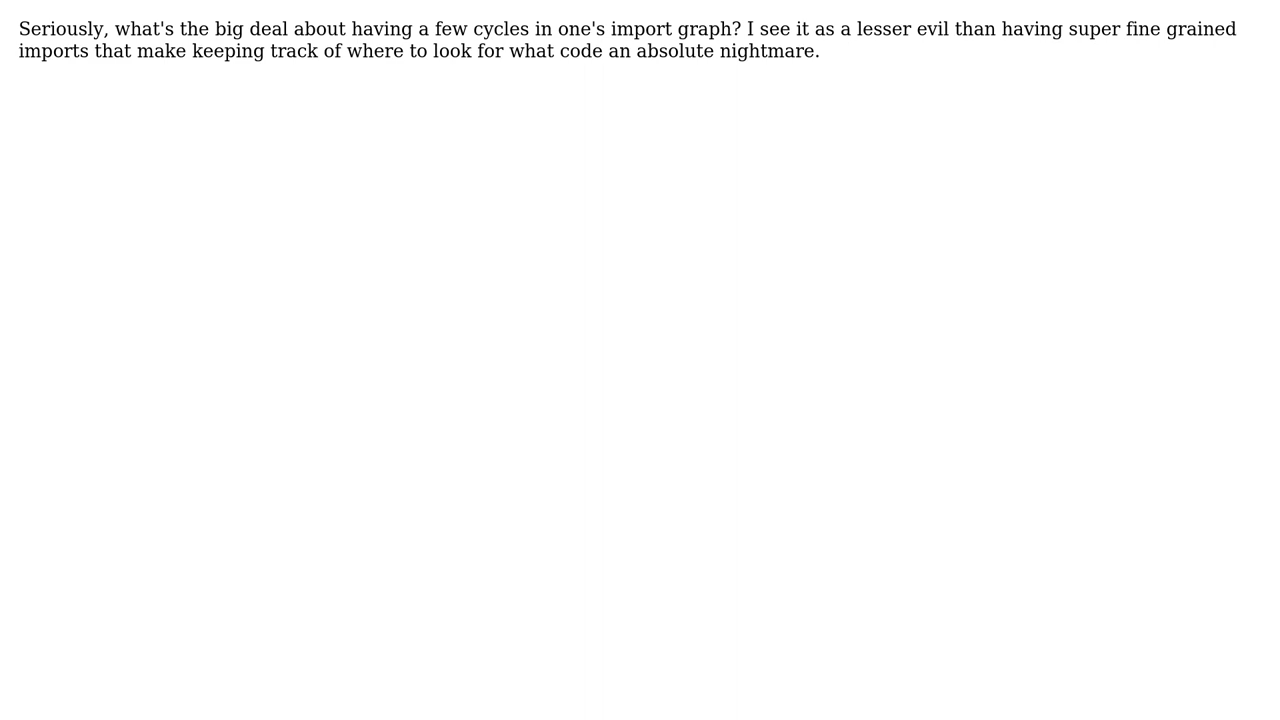 Seriously, what's the big deal about having a few cycles in one's import graph? I see it as a lesser evil than having super fine grained
imports that make keeping track of where to look for what code an absolute nightmare.